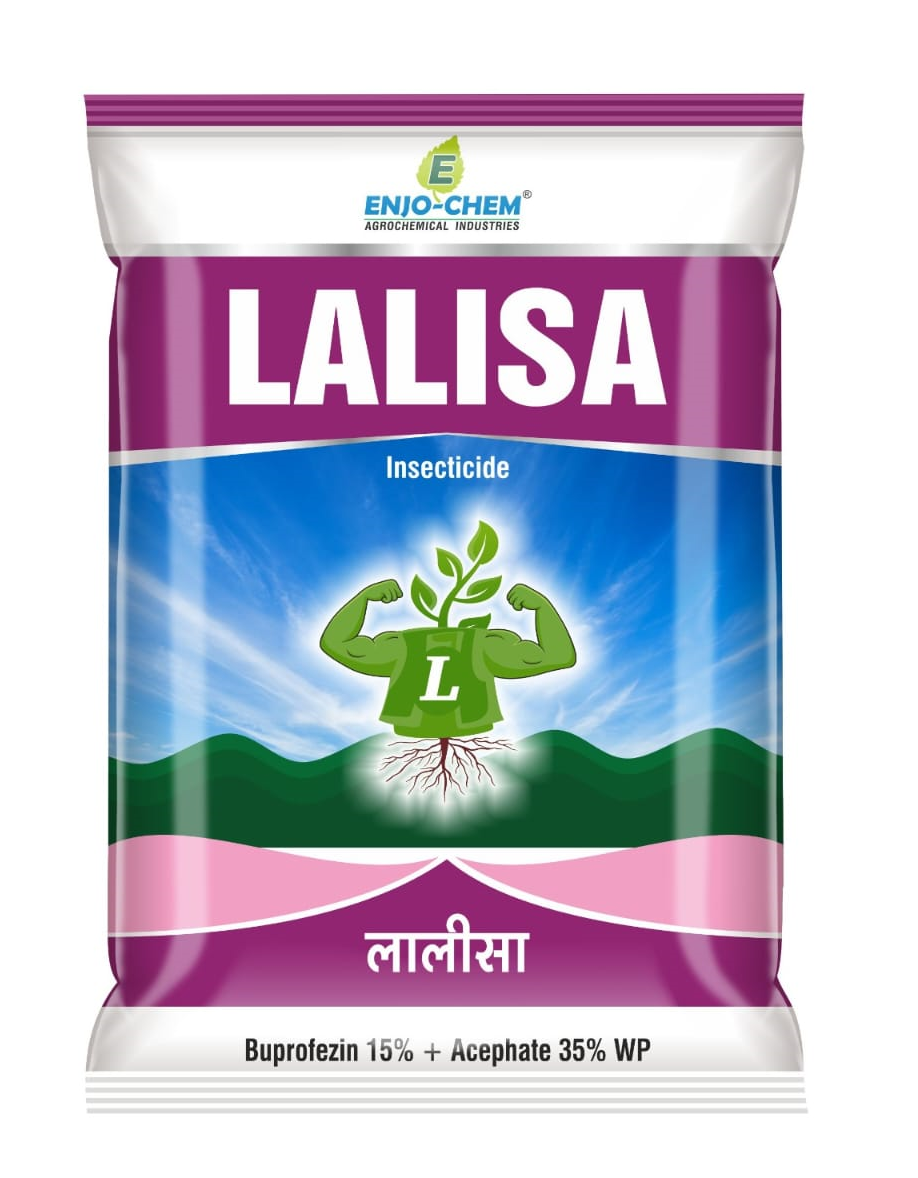 E
ENJO-CHEM®
AGROCHEMICAL INDUSTRIES
LALISA
Insecticide
L
लालीसा
Buprofezin 15% + Acephate 35% WP